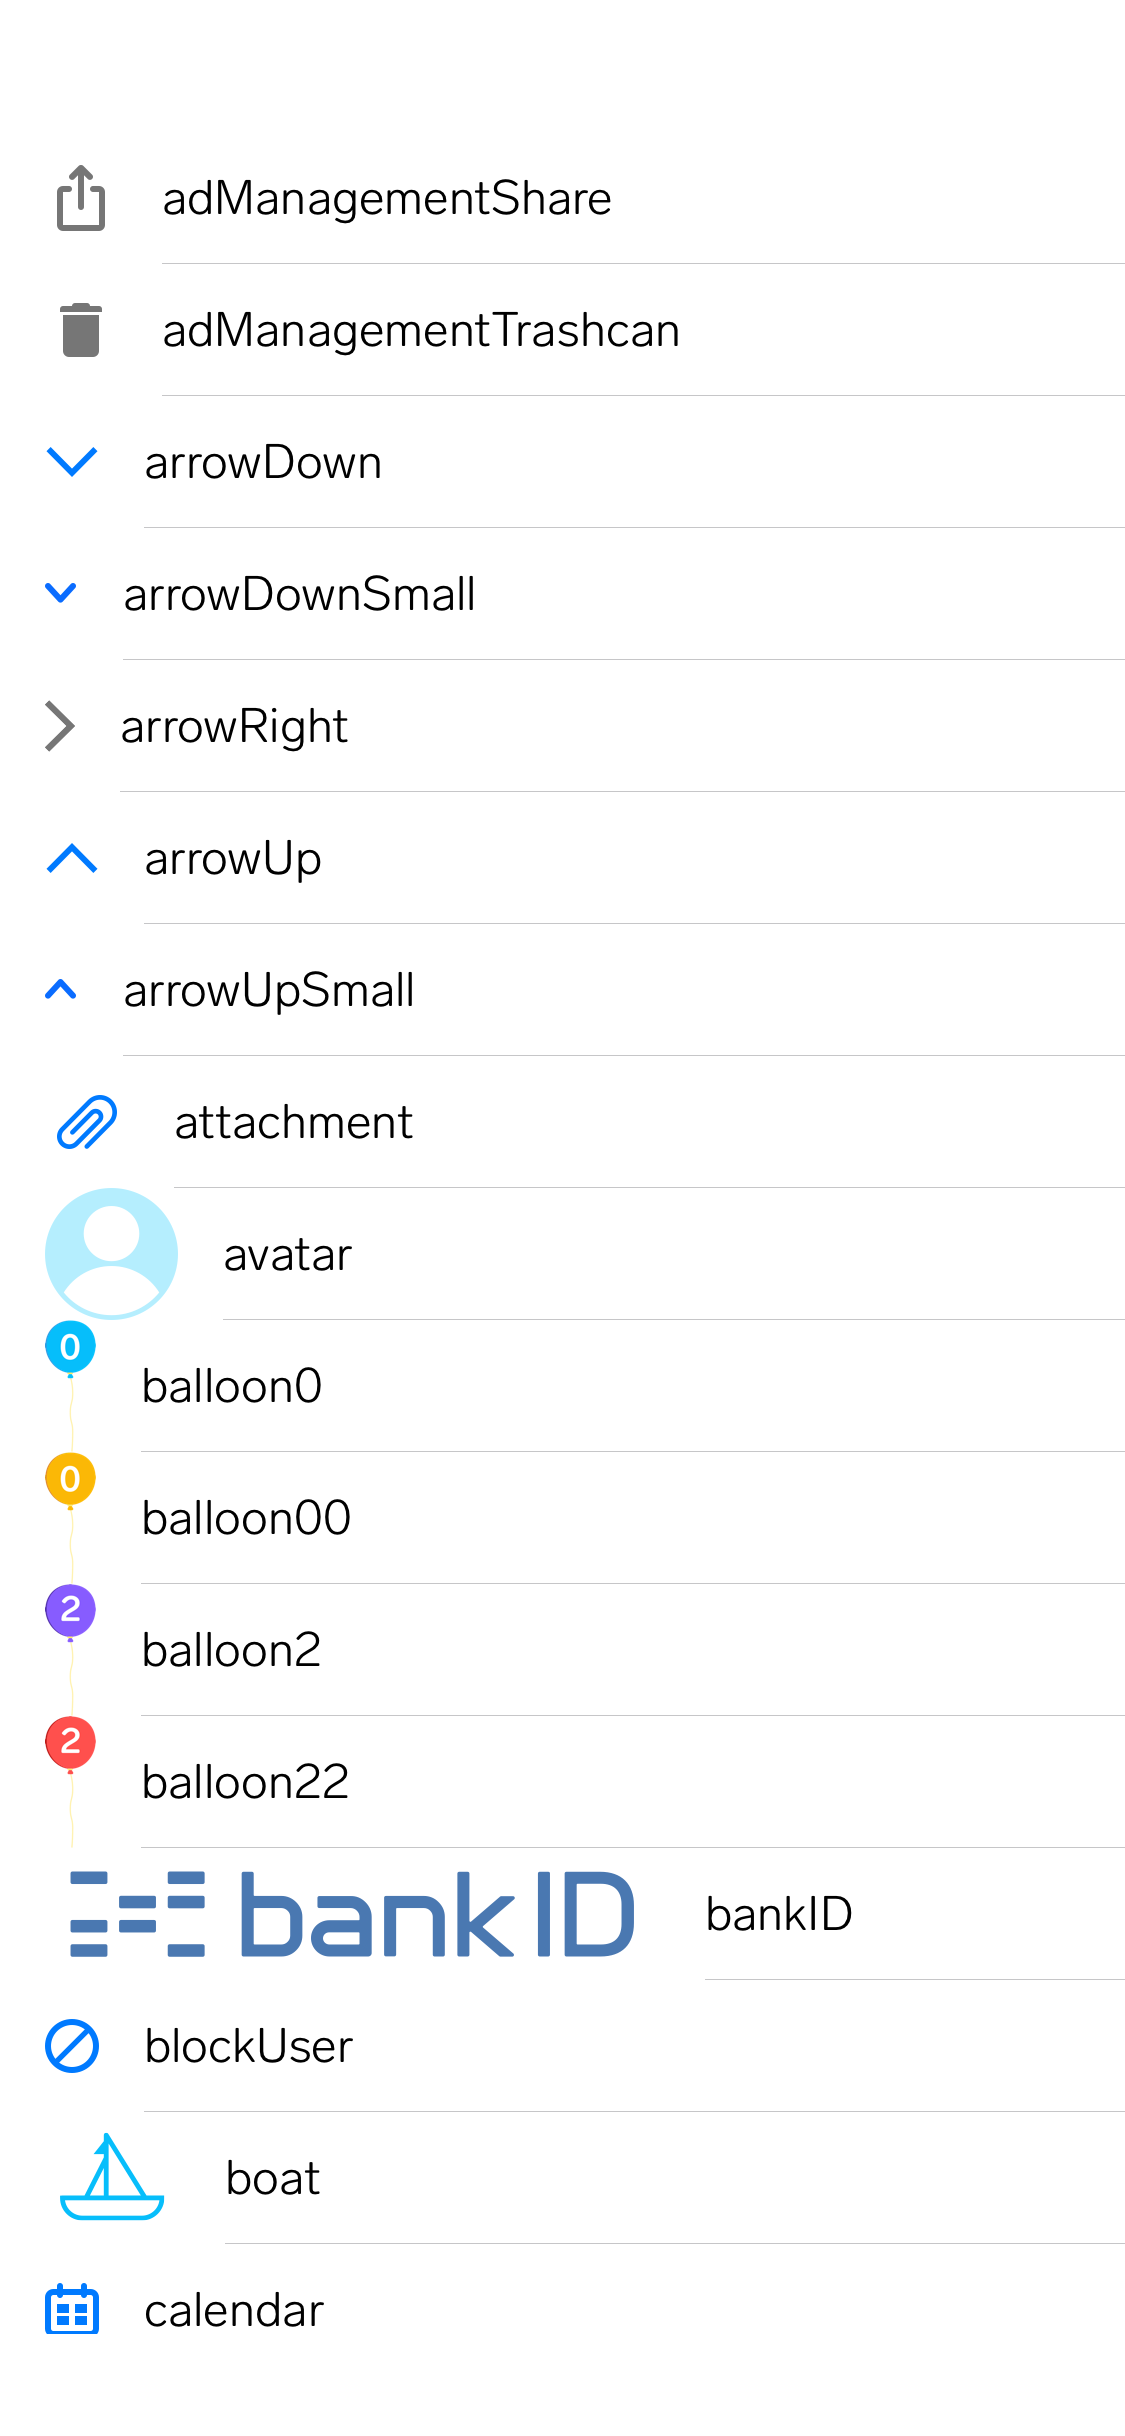 adManagementShare
adManagementTrashcan
arrowDown
arrowDownSmall
arrowRight
arrowUp
arrowUpSmall
attachment
avatar
0
balloon0
0
balloon00
2
balloon2
2
balloon22
bankID bankID
blockUser
boat
calendar